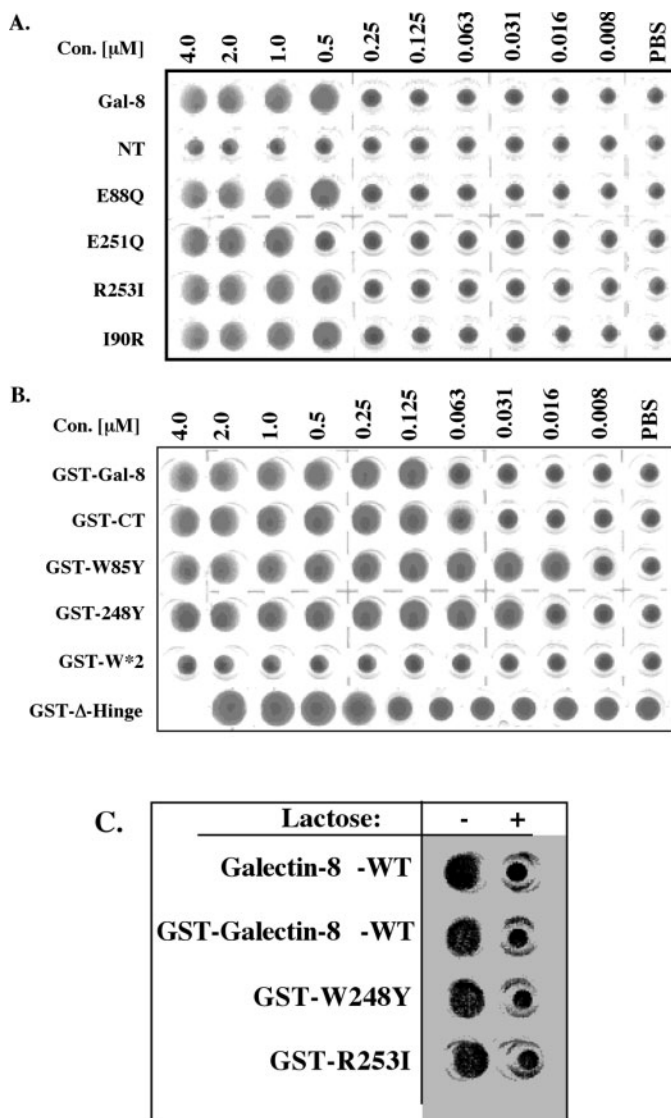 A.
Con. [µM] 4.0 2.0 1.0 0.5 0.25 0.125 0.063 0.031 0.016 0.008 PBS
Gal-8
NT
E88Q
E251Q
R253I
I90R
B.
Con. [µM] 4.0 2.0 1.0 0.5 0.25 0.125 0.063 0.031 0.016 0.008 PBS
GST-Gal-8
GST-CT
GST-W85Y
GST-248Y
GST-W*2
GST-Δ-Hinge
C.
Lactose: - +
Galectin-8 -WT
GST-Galectin-8 -WT
GST-W248Y
GST-R253I